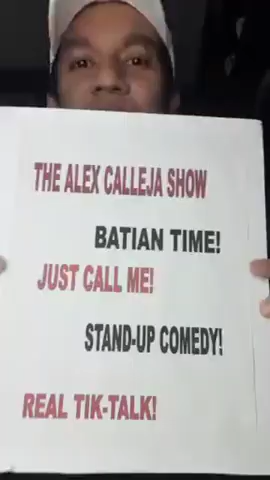 THE ALEX CALLEJA SHOW
BATIAN TIME!
JUST CALL ME!
STAND-UP COMEDY!
REAL TIK-TALK!